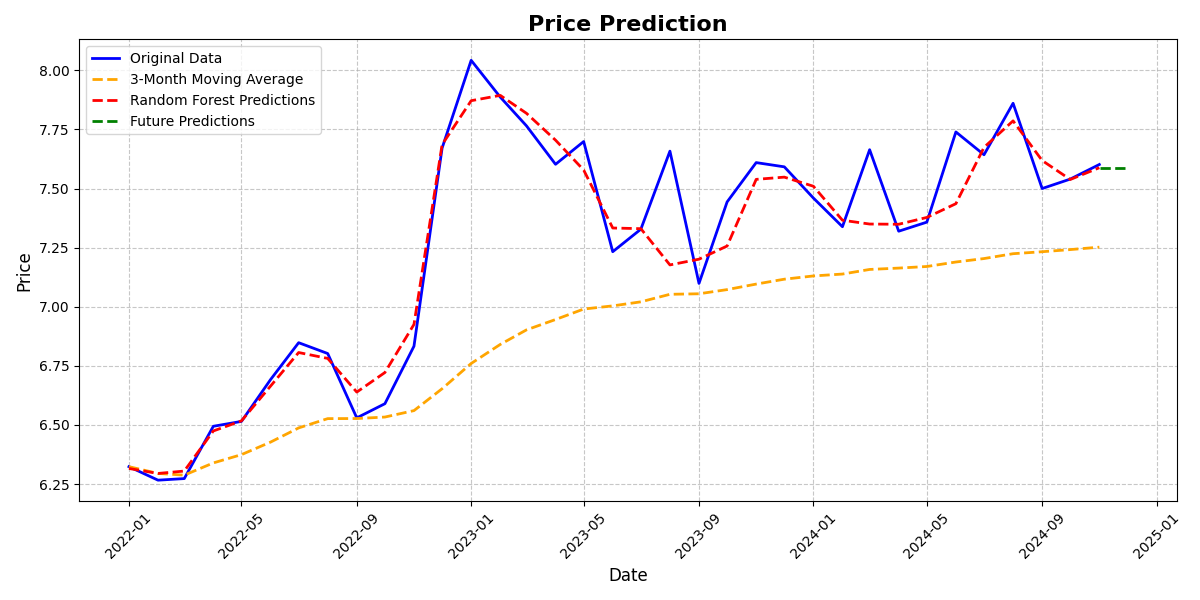 Price Prediction
Original Data
3-Month Moving Average
Random Forest Predictions
Future Predictions
Price
8.00
7.75
7.50
7.25
7.00
6.75
6.50
6.25
2022-01
2022-05
2022-09
2023-01
2023-05
2023-09
2024-01
2024-05
2024-09
2025-01
Date